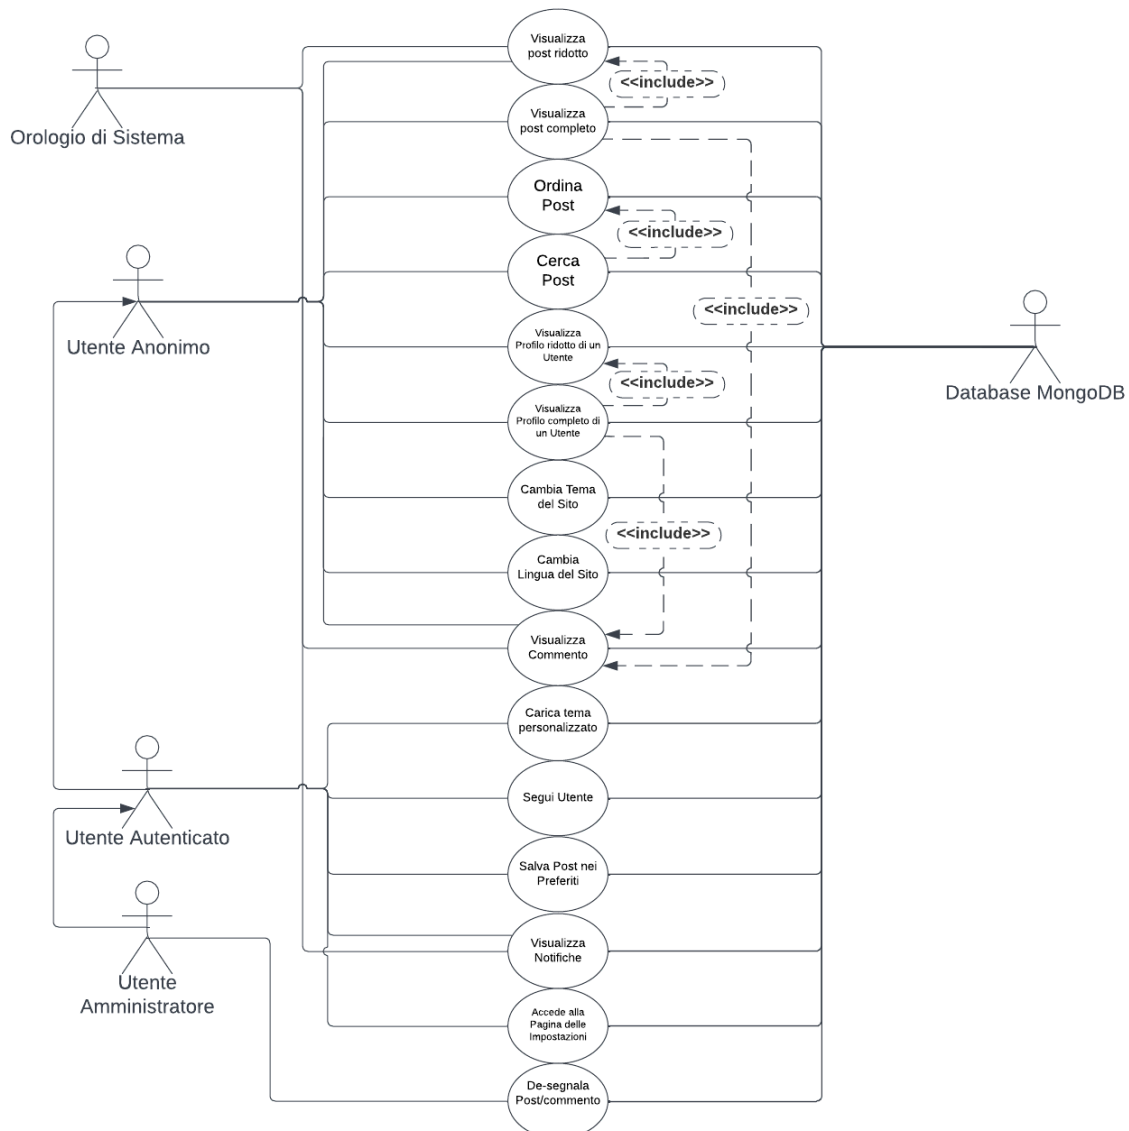 Visualizza
post ridotto
<<include>>
Orologio di Sistema
Visualizza
post completo
Ordina
Post
<<include>>
Cerca
Post
<<include>>
Utente Anonimo
Visualizza
Profilo ridotto di un
Utente
<<include>>
Database MongoDB
Visualizza
Profilo completo di
un Utente
Cambia Tema
del Sito
<<include>>
Cambia
Lingua del Sito
Visualizza
Commento
Carica tema
personalizzato
Segui Utente
Utente Autenticato
Salva Post nei
Preferiti
Visualizza
Notifiche
Utente
Amministratore
Accede alla
Pagina delle
Impostazioni
De-segnala
Post/commento